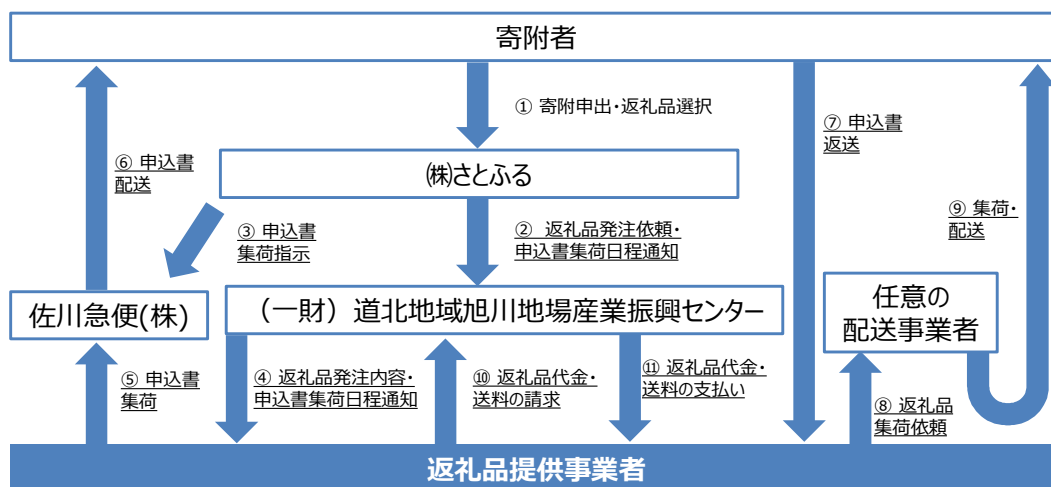 寄附者
① 寄附申出・返礼品選択
⑦ 申込書
返送
⑥ 申込書
配送
㈱さとふる
⑨ 集荷・
配送
③ 申込書
集荷指示
② 返礼品発注依頼・
申込書集荷日程通知
佐川急便(株)
（一財）道北地域旭川地場産業振興センター
任意の
配送事業者
⑤ 申込書
集荷
④ 返礼品発注内容・
申込書集荷日程通知
⑩ 返礼品代金・
送料の請求
⑪ 返礼品代金・
送料の支払い
⑧ 返礼品
集荷依頼
返礼品提供事業者